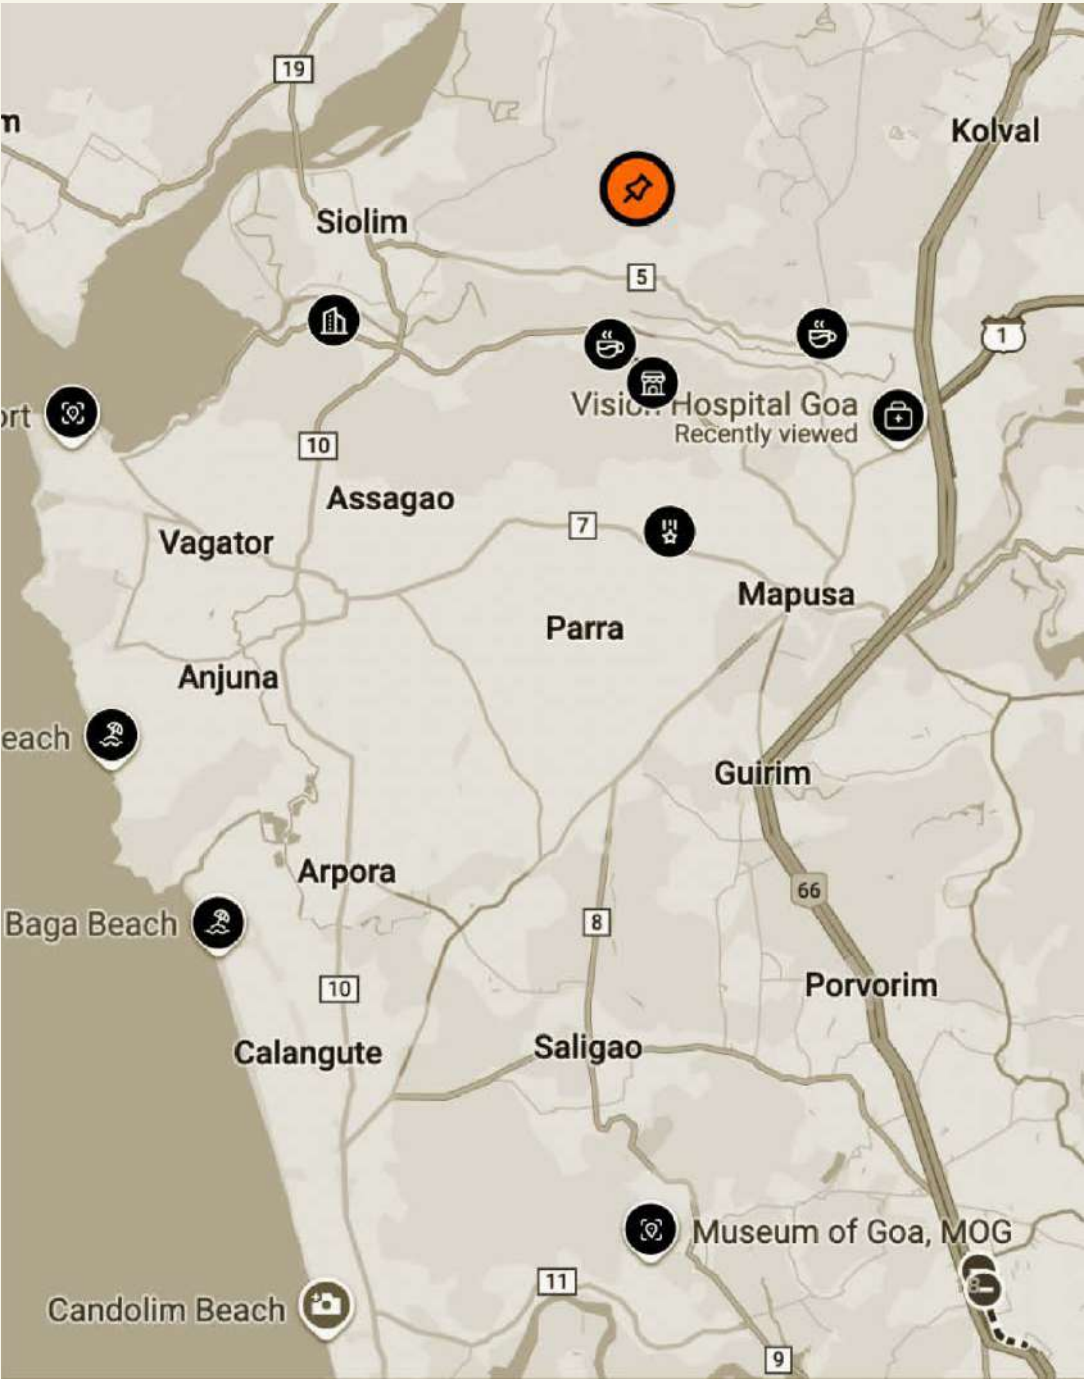 19
m
Kolval
Siolim
5
1
ort
Vision Hospital Goa
Recently viewed
10
Assagao
7
Vagator
Mapusa
Parra
Anjuna
each
Guirim
Arpora
66
Baga Beach
8
10
Porvorim
Calangute
Saligao
Museum of Goa, MOG
11
Candolim Beach
9